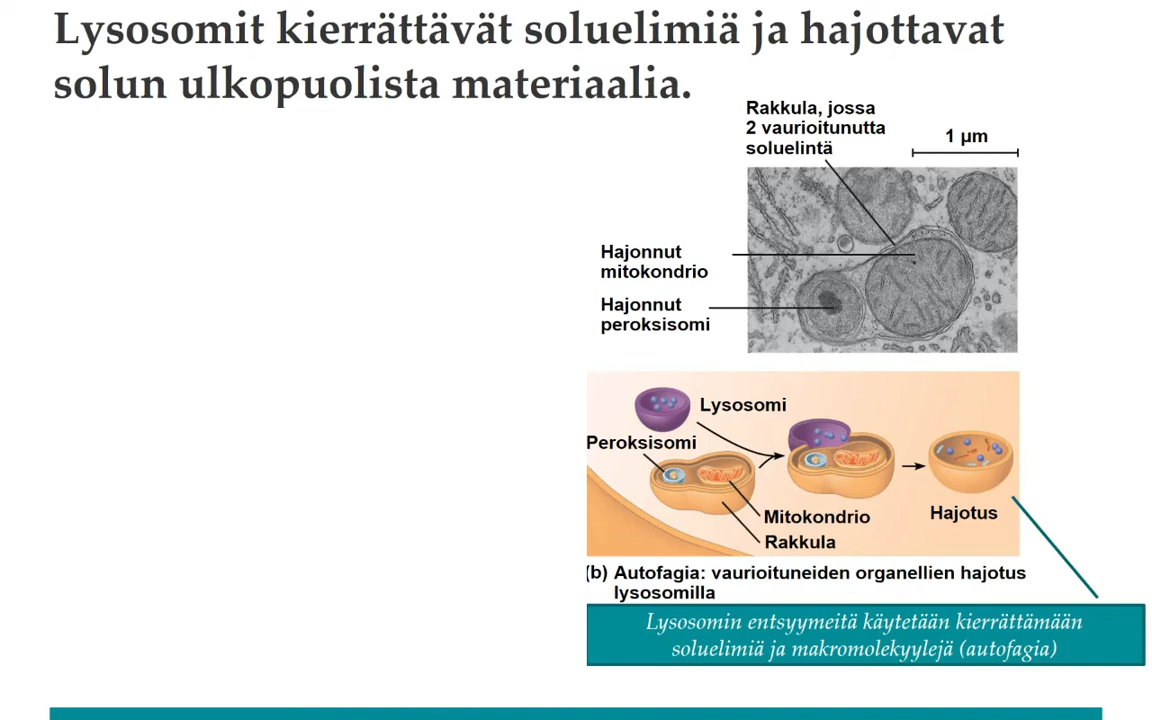 Lysosomit kierrättävät soluelimiä ja hajottavat
solun ulkopuolista materiaalia.
Rakkula, jossa
2 vaurioitunutta
soluelintä
1 µm
Hajonnut
mitokondrio
Hajonnut
peroksisomi
Lysosomi
Peroksisomi
Mitokondrio
Rakkula
Hajotus
(b) Autofagia: vaurioituneiden organellien hajotus
lysosomilla
Lysosomin entsyymeitä käytetään kierrättämään
soluelimiä ja makromolekyylejä (autofagia)